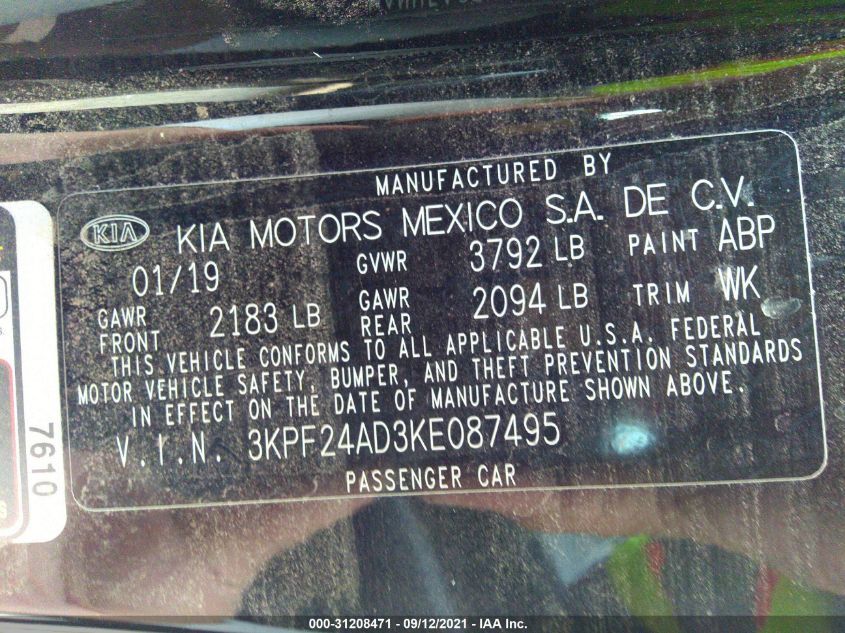 MANUFACTURED BY
KIA KIA MOTORS MEXICO S.A. DE C.V.
01/19 GVWR 3792 LB PAINT ABP
GAWR FRONT 2183 LB GAWR REAR 2094 LB TRIM WK
THIS VEHICLE CONFORMS TO ALL APPLICABLE U.S.A. FEDERAL
MOTOR VEHICLE SAFETY, BUMPER, AND THEFT PREVENTION STANDARDS
IN EFFECT ON THE DATE OF MANUFACTURE SHOWN ABOVE.
V.I.N. 3KPF24AD3KE087495
PASSENGER CAR
7610
000-31208471 - 09/12/2021 - IAA Inc.